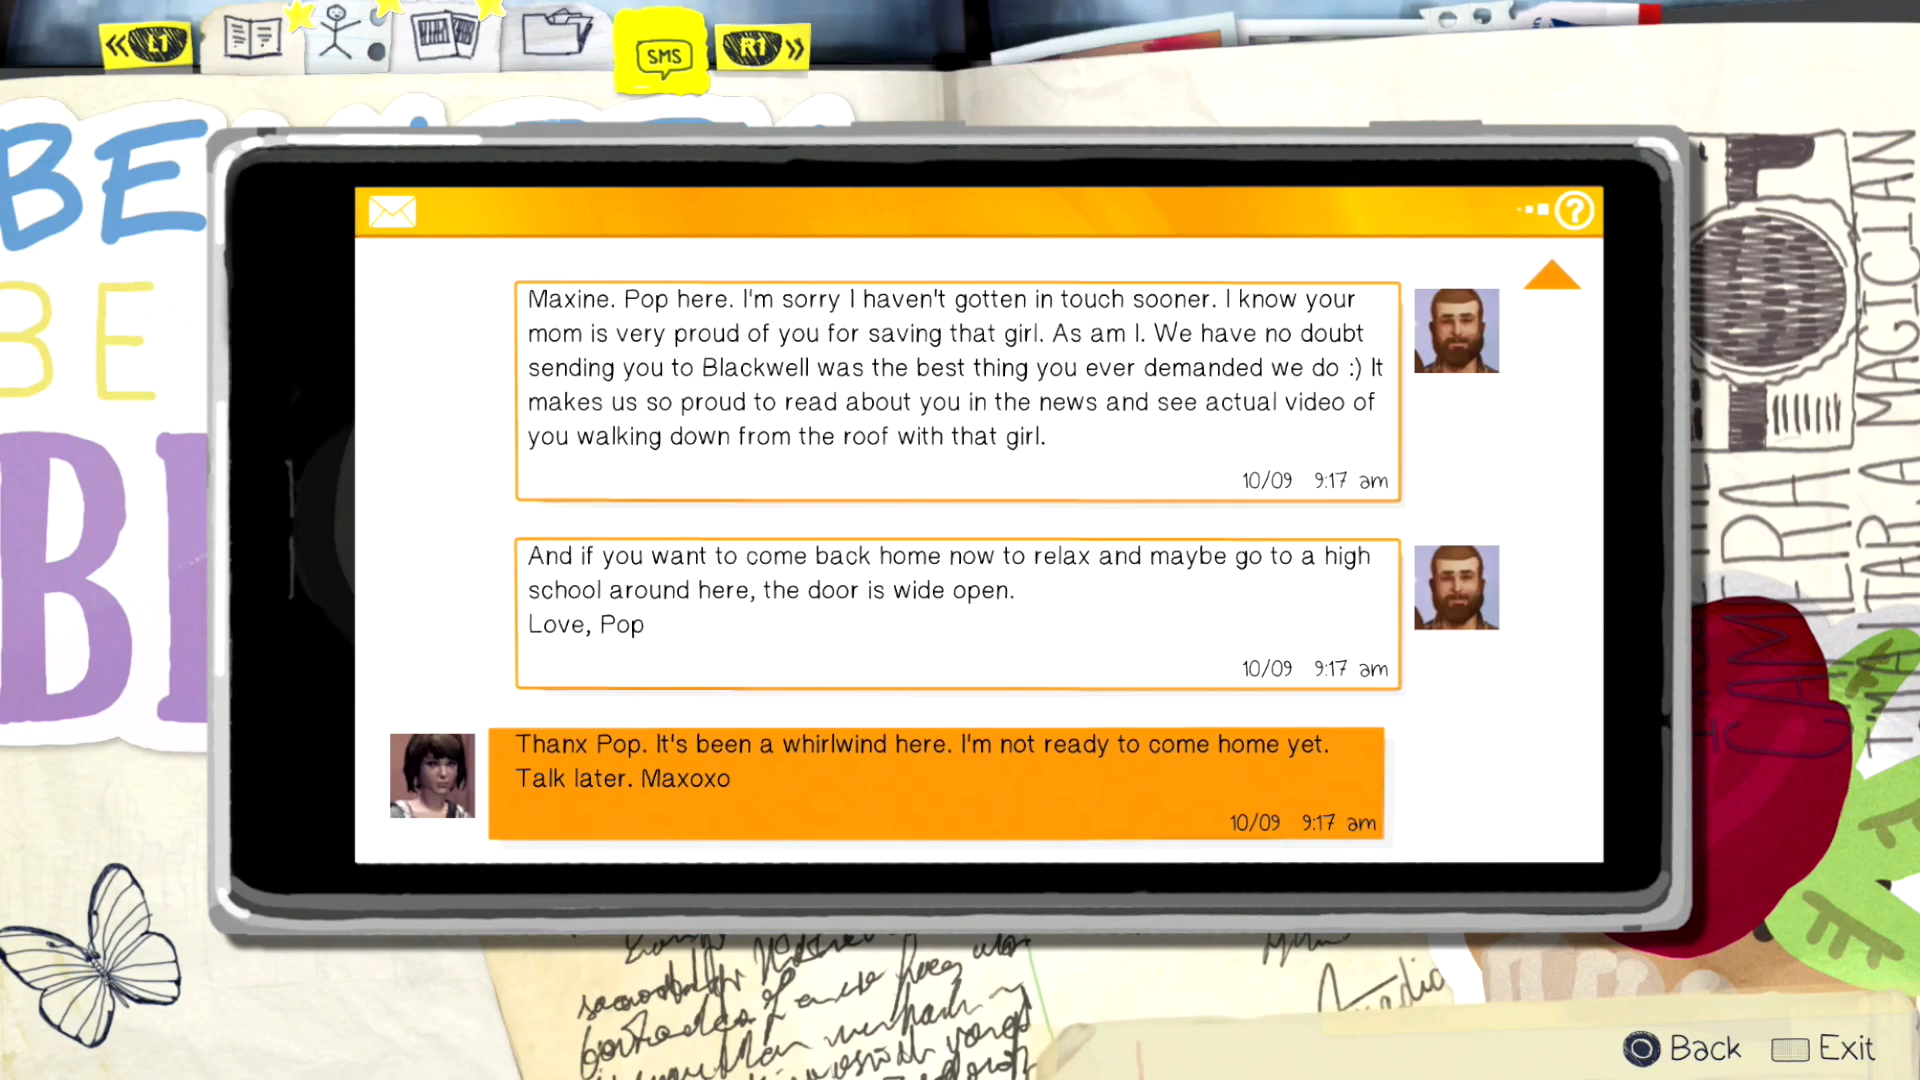 L1
SMS
R1
BE
BE
Maxine. Pop here. I'm sorry I haven't gotten in touch sooner. I know your
mom is very proud of you for saving that girl. As am I. We have no doubt
sending you to Blackwell was the best thing you ever demanded we do :) It
makes us so proud to read about you in the news and see actual video of
you walking down from the roof with that girl.
10/09 9:17 am
And if you want to come back home now to relax and maybe go to a high
school around here, the door is wide open.
Love, Pop
10/09 9:17 am
Thanx Pop. It's been a whirlwind here. I'm not ready to come home yet.
Talk later. Maxoxo
10/09 9:17 am
MAGICIAN
Back
Exit